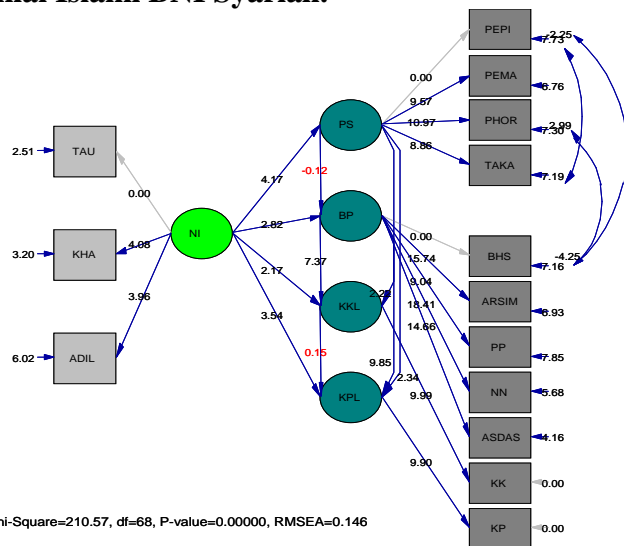 mal Islami BNI Syariah.
PEPI
-2.25
7.73
0.00
PEMA
8.76
9.57
PS
10.97
PHOR
-2.99
7.30
2.51
TAU
8.86
TAKA
7.19
4.17
-0.12
0.00
NI
2.82
BP
0.00
BHS
-4.25
7.16
3.20
KHA
4.08
7.37
15.74
9.04
ARSIM
6.93
2.17
3.96
KKL
18.41
3.54
14.66
PP
7.85
6.02
ADIL
0.15
9.85
2.34
NN
5.68
KPL
9.99
ASDAS
4.16
9.90
KK
0.00
KP
0.00
hi-Square=210.57, df=68, P-value=0.00000, RMSEA=0.146